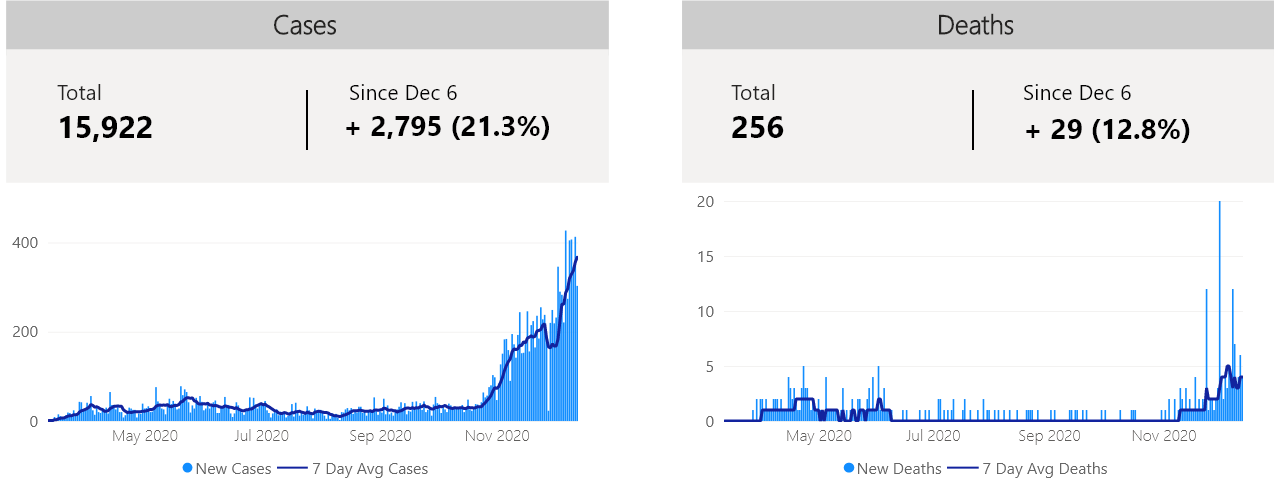 Cases
Total
Since Dec 6
15,922
+ 2,795 (21.3%)
400
200
0
May 2020
Jul 2020
Sep 2020
Nov 2020
New Cases
7 Day Avg Cases
Deaths
Total
Since Dec 6
256
+ 29 (12.8%)
20
15
10
5
0
May 2020
Jul 2020
Sep 2020
Nov 2020
New Deaths
7 Day Avg Deaths